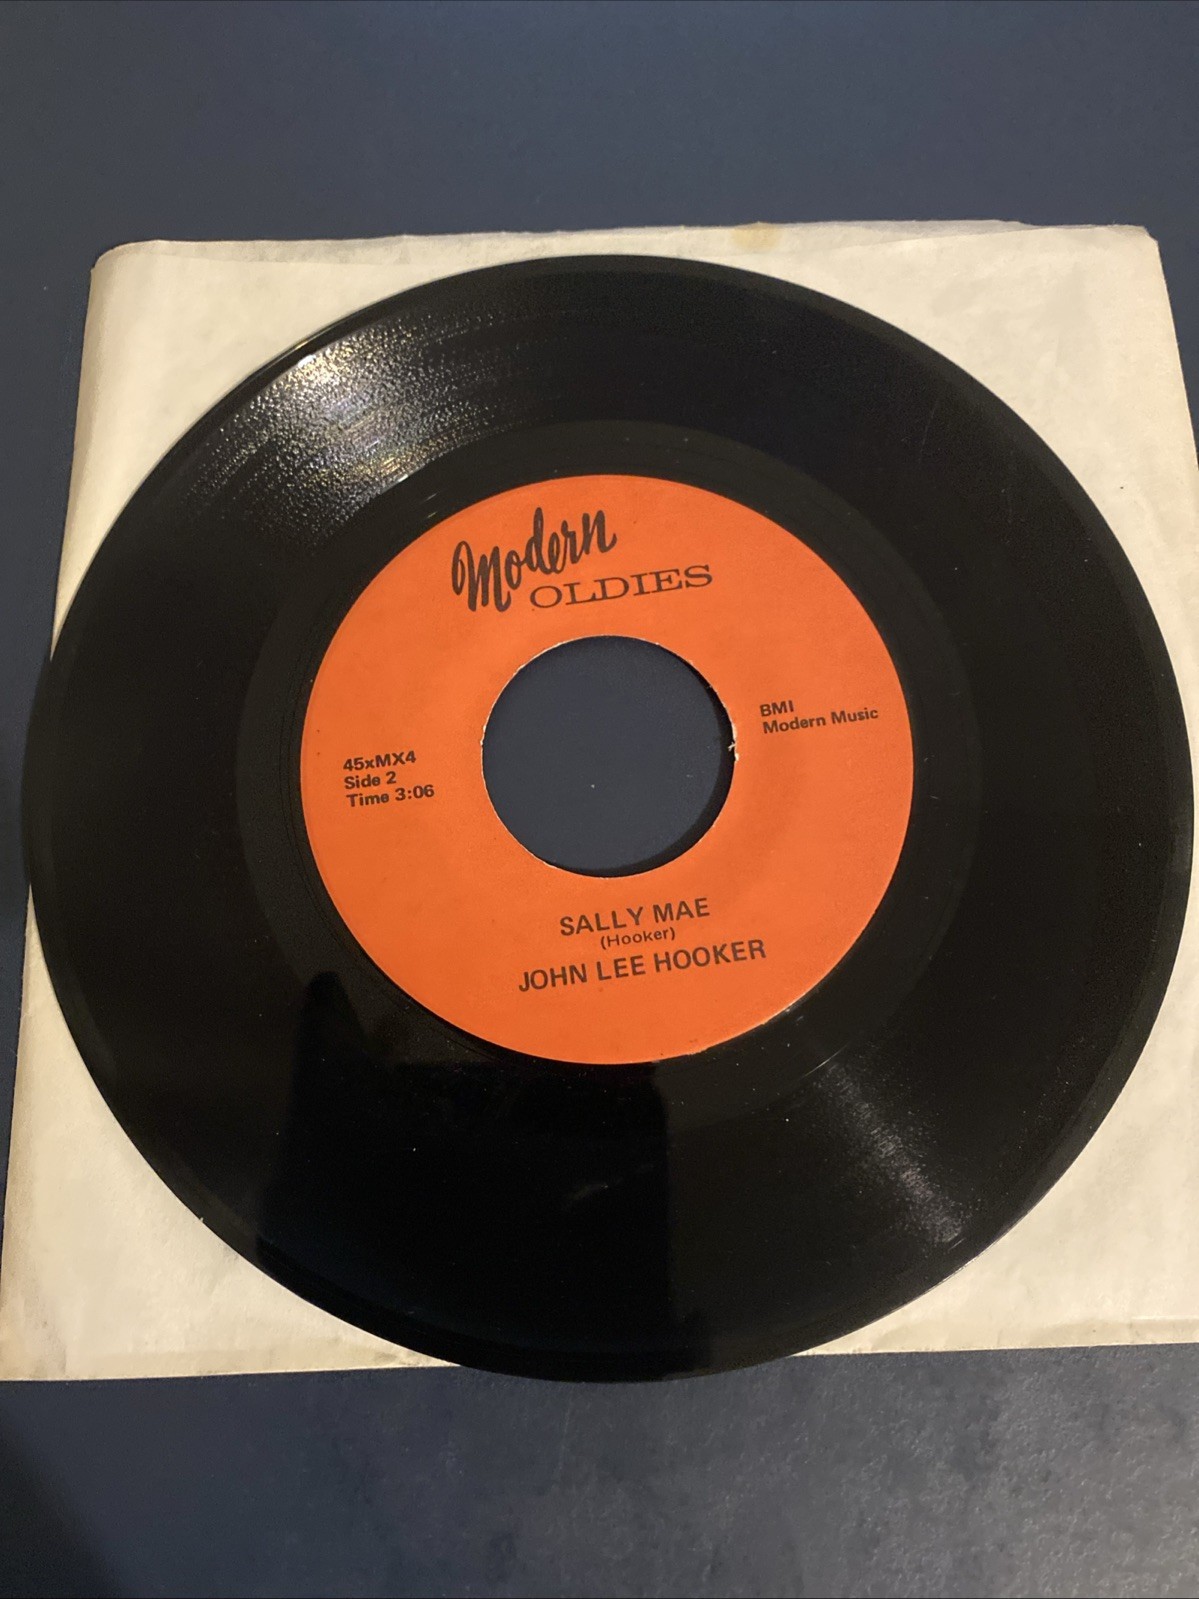 Modern
OLDIES
BMI
Modern Music
45xMX4
Side 2
Time 3:06
SALLY MAE
(Hooker)
JOHN LEE HOOKER